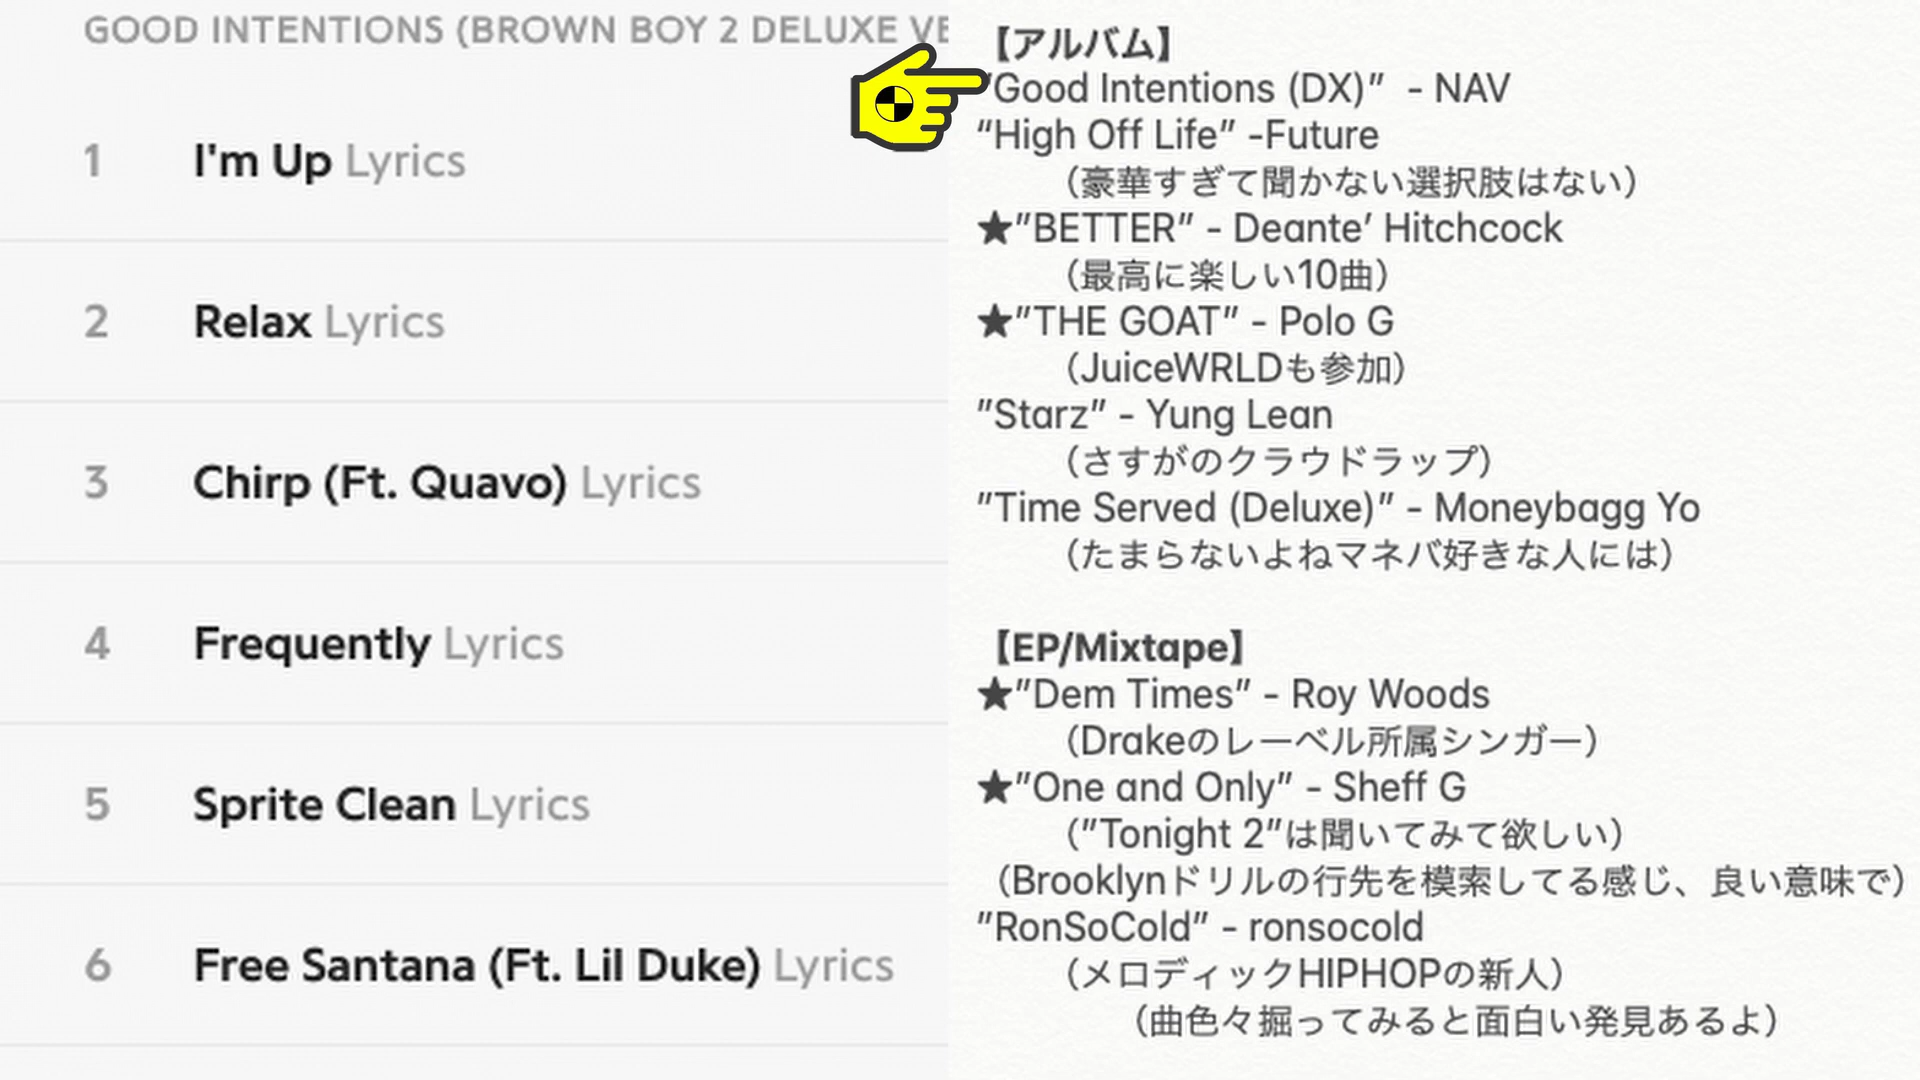 GOOD INTENTIONS (BROWN BOY 2 DELUXE VE
1 I'm Up Lyrics
2 Relax Lyrics
3 Chirp (Ft. Quavo) Lyrics
4 Frequently Lyrics
5 Sprite Clean Lyrics
6 Free Santana (Ft. Lil Duke) Lyrics
【アルバム】
"Good Intentions (DX)” - NAV
“High Off Life” -Future
（豪華すぎて聞かない選択肢はない）
★”BETTER” - Deante’ Hitchcock
（最高に楽しい10曲）
★”THE GOAT” - Polo G
（JuiceWRLDも参加）
”Starz” - Yung Lean
（さすがのクラウドラップ）
”Time Served (Deluxe)” - Moneybagg Yo
（たまらないよねマネバ好きな人には）
【EP/Mixtape】
★”Dem Times” - Roy Woods
（Drakeのレーベル所属シンガー）
★”One and Only” - Sheff G
（”Tonight 2”は聞いてみて欲しい）
（Brooklynドリルの行先を模索してる感じ、良い意味で）
”RonSoCold” - ronsocold
（メロディックHIPHOPの新人）
（曲色々掘ってみると面白い発見あるよ）